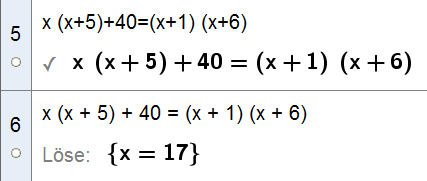 5
x (x+5)+40=(x+1) (x+6)
✓ x (x + 5) + 40 = (x + 1) (x + 6)
6
x (x + 5) + 40 = (x + 1) (x + 6)
Löse: {x = 17}